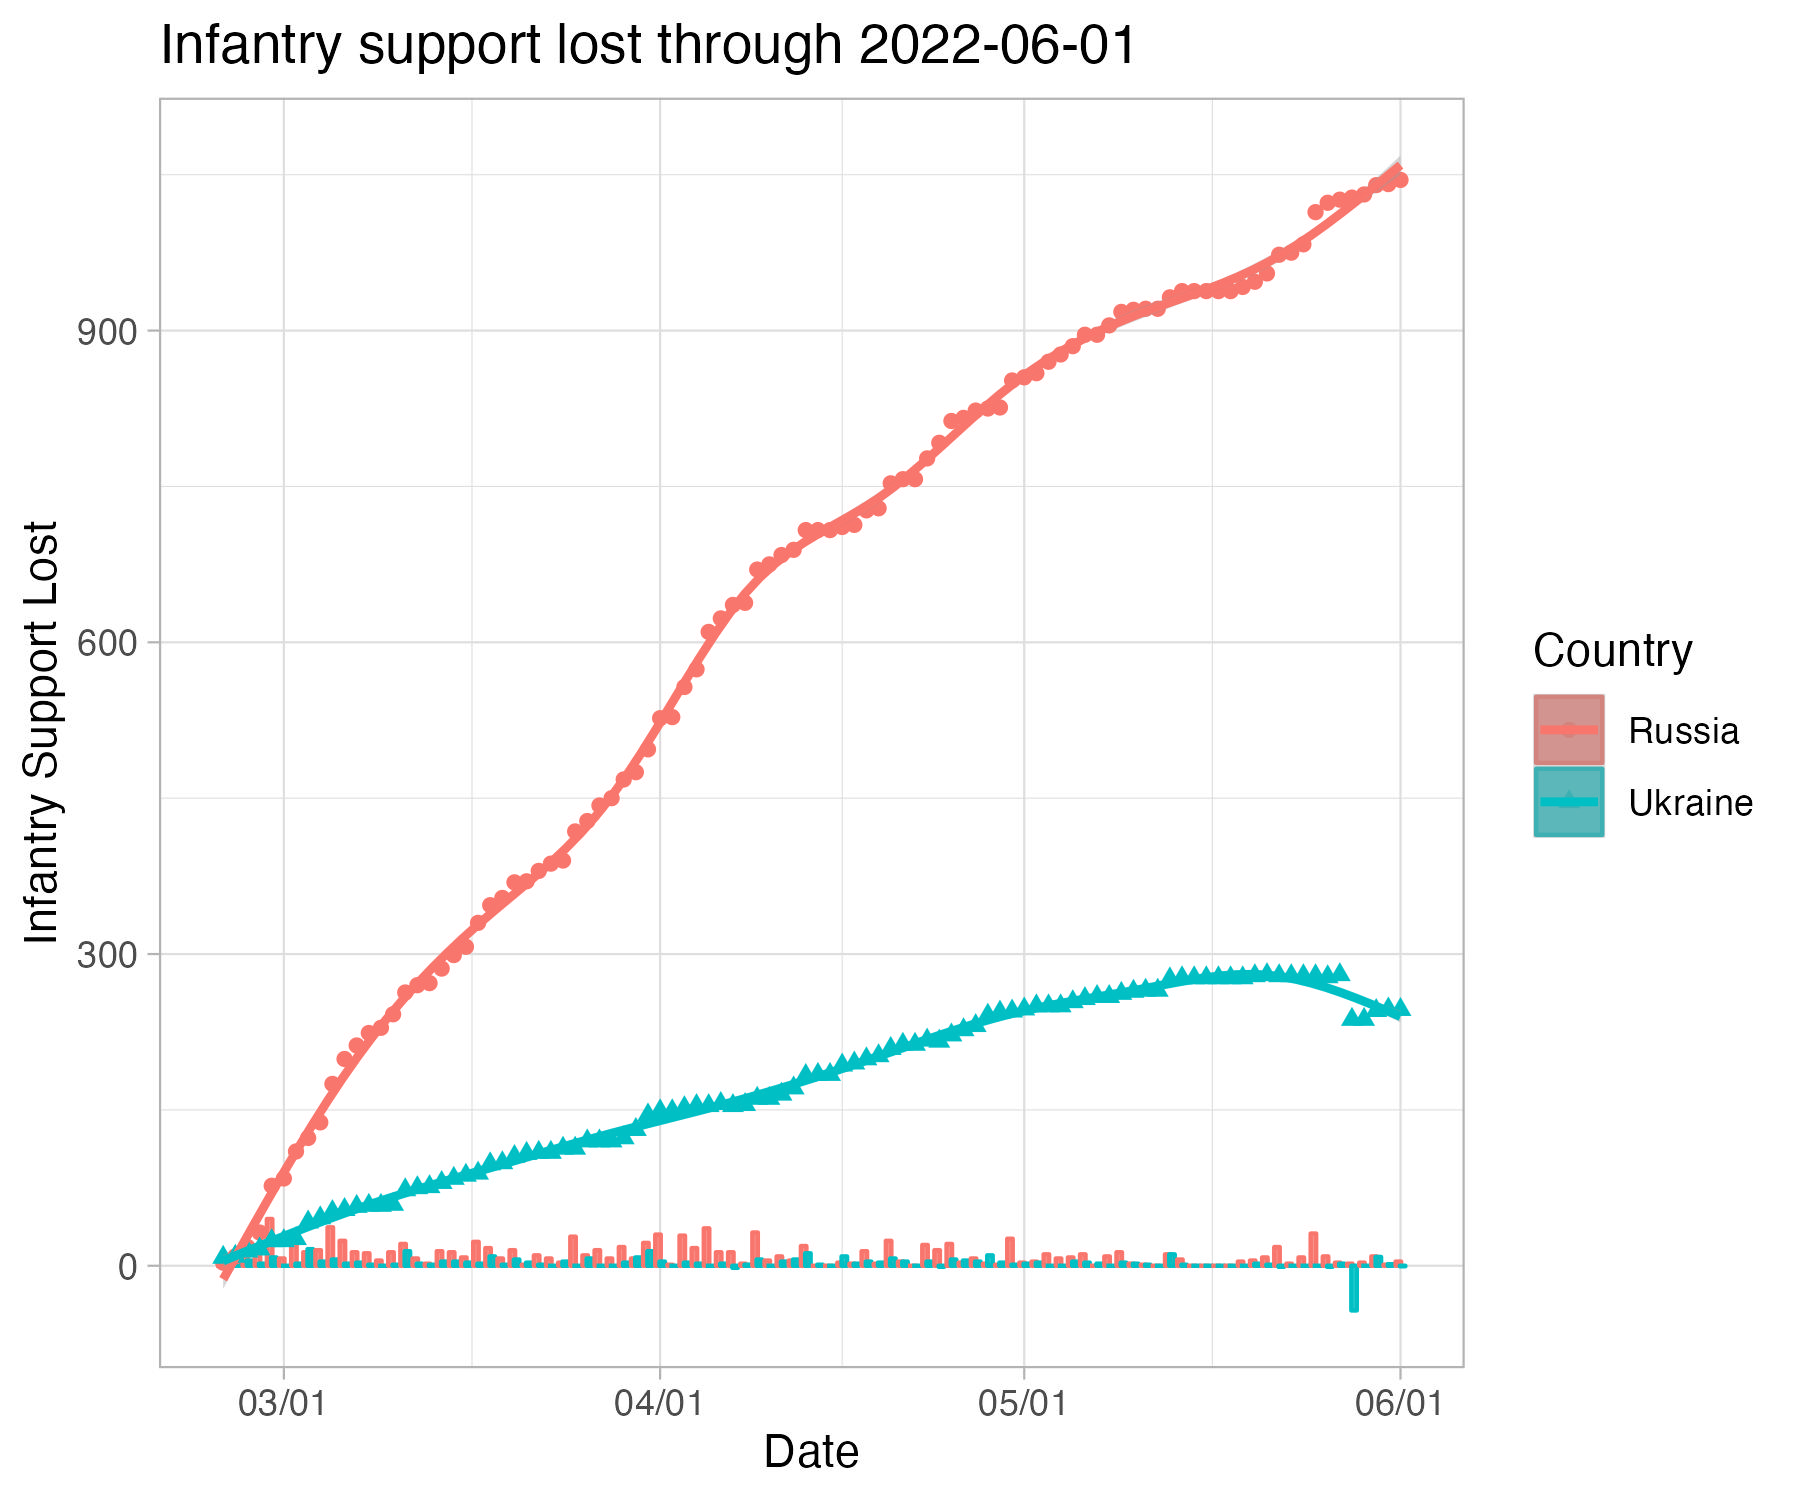 Infantry support lost through 2022-06-01
Infantry Support Lost
900
600
300
0
03/01
04/01
05/01
06/01
Date
Country
Russia
Ukraine